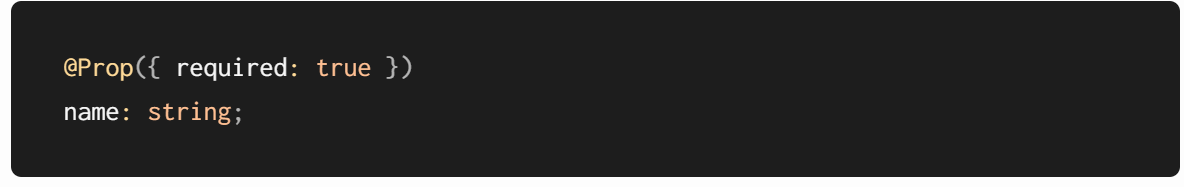 @Prop({ required: true })
name: string;